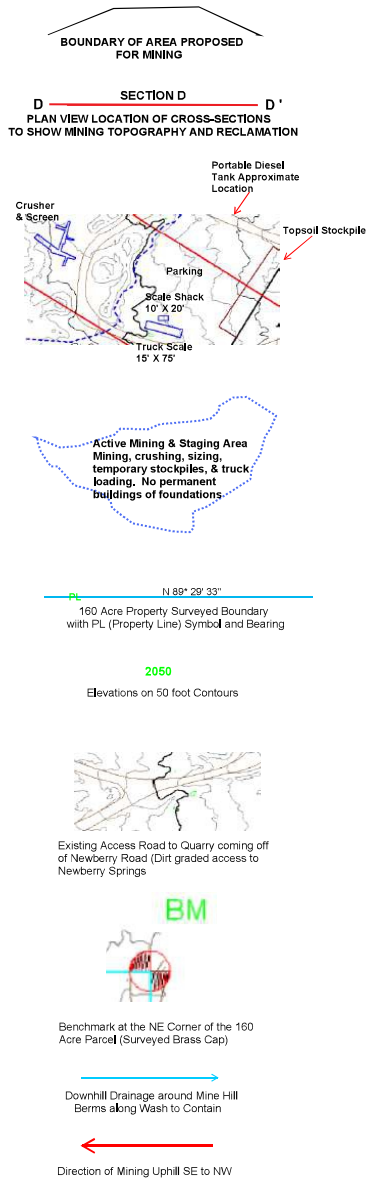 BOUNDARY OF AREA PROPOSED
FOR MINING
SECTION D
D D '
PLAN VIEW LOCATION OF CROSS-SECTIONS
TO SHOW MINING TOPOGRAPHY AND RECLAMATION
Portable Diesel
Tank Approximate
Location
Crusher
& Screen
Topsoil Stockpile
Parking
Scale Shack
10' X 20'
Truck Scale
15' X 75'
Active Mining & Staging Area
Mining, crushing, sizing,
temporary stockpiles, & truck
loading. No permanent
buildings of foundations
N 89* 29' 33"
PL
160 Acre Property Surveyed Boundary
wiith PL (Property Line) Symbol and Bearing
2050
Elevations on 50 foot Contours
Existing Access Road to Quarry coming off
of Newberry Road (Dirt graded access to
Newberry Springs
BM
Benchmark at the NE Corner of the 160
Acre Parcel (Surveyed Brass Cap)
Downhill Drainage around Mine Hill
Berms along Wash to Contain
Direction of Mining Uphill SE to NW